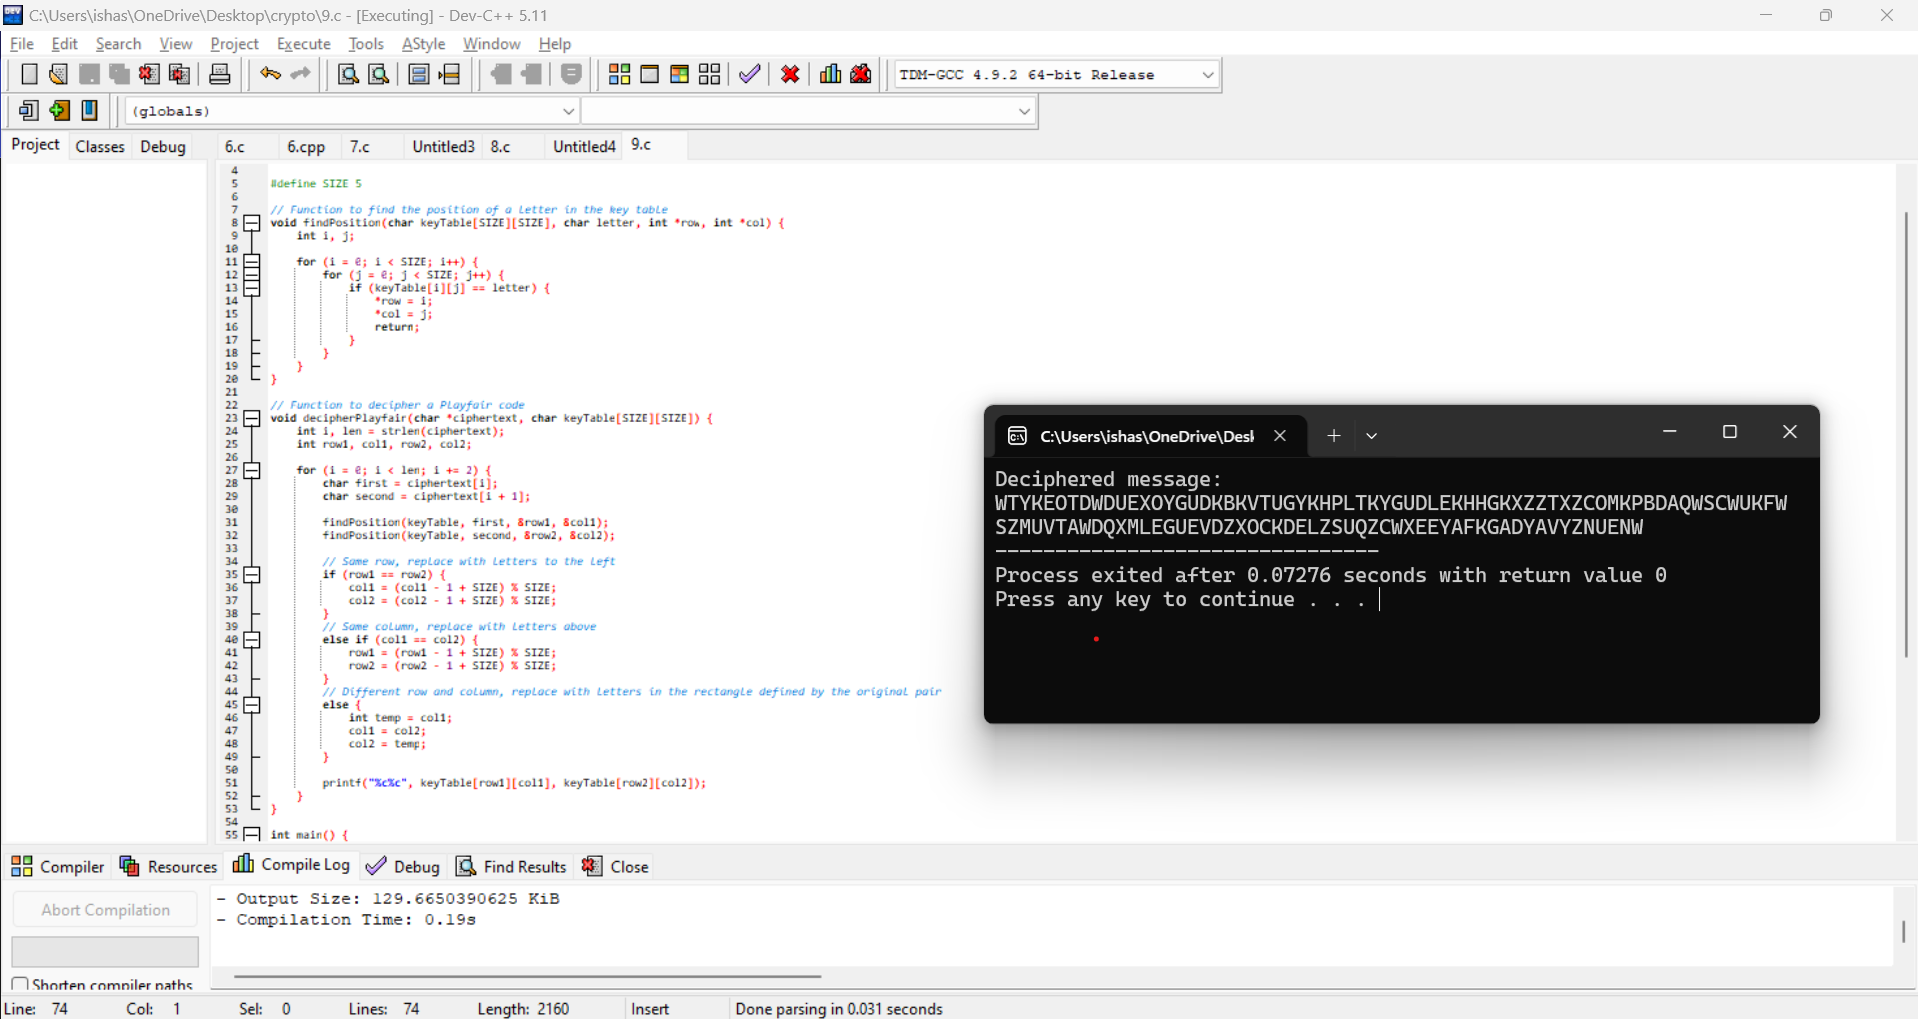 C:\Users\ishas\OneDrive\Desktop\crypto\9.c - [Executing] - Dev-C++ 5.11
File Edit Search View Project Execute Tools AStyle Window Help
TDM-GCC 4.9.2 64-bit Release
(globals)
Project Classes Debug 6.c 6.cpp 7.c Untitled3 8.c Untitled4 9.c
4
5 #define SIZE 5
6
7 // Function to find the position of a letter in the key table
8 void findPosition(char keyTable[SIZE][SIZE], char letter, int *row, int *col) {
9 int i, j;
10
11 for (i = 0; i < SIZE; i++) {
12 for (j = 0; j < SIZE; j++) {
13 if (keyTable[i][j] == letter) {
14 *row = i;
15 *col = j;
16 return;
17 }
18 }
19 }
20 }
21
22 // Function to decipher a Playfair code
23 void decipherPlayfair(char *ciphertext, char keyTable[SIZE][SIZE]) {
24 int i, len = strlen(ciphertext);
25 int row1, col1, row2, col2;
26
27 for (i = 0; i < len; i += 2) {
28 char first = ciphertext[i];
29 char second = ciphertext[i + 1];
30
31 findPosition(keyTable, first, &row1, &col1);
32 findPosition(keyTable, second, &row2, &col2);
33
34 // Same row, replace with letters to the left
35 if (row1 == row2) {
36 col1 = (col1 - 1 + SIZE) % SIZE;
37 col2 = (col2 - 1 + SIZE) % SIZE;
38 }
39 // Same column, replace with letters above
40 else if (col1 == col2) {
41 row1 = (row1 - 1 + SIZE) % SIZE;
42 row2 = (row2 - 1 + SIZE) % SIZE;
43 }
44 // Different row and column, replace with letters in the rectangle defined by the original pair
45 else {
46 int temp = col1;
47 col1 = col2;
48 col2 = temp;
49 }
50
51 printf("%c%c", keyTable[row1][col1], keyTable[row2][col2]);
52 }
53 }
54
55 int main() {
C:\Users\ishas\OneDrive\Desk
Deciphered message:
WTYKEOTDWDUEXOYGUDKBKVTUGYKHPLTKYGUDLEKHHGKXZZTXZCOMKPBDAQWSCWUKFW
SZMUVTAWDQXMLEGUEVDZXOCKDELZSUQZCWXEEYAFKGADYAVYZNUENW
--------------------------------
Process exited after 0.07276 seconds with return value 0
Press any key to continue . . .
Compiler Resources Compile Log Debug Find Results Close
Abort Compilation
- Output Size: 129.6650390625 KiB
- Compilation Time: 0.19s
Shorten compiler paths
Line: 74 Col: 1 Sel: 0 Lines: 74 Length: 2160 Insert Done parsing in 0.031 seconds